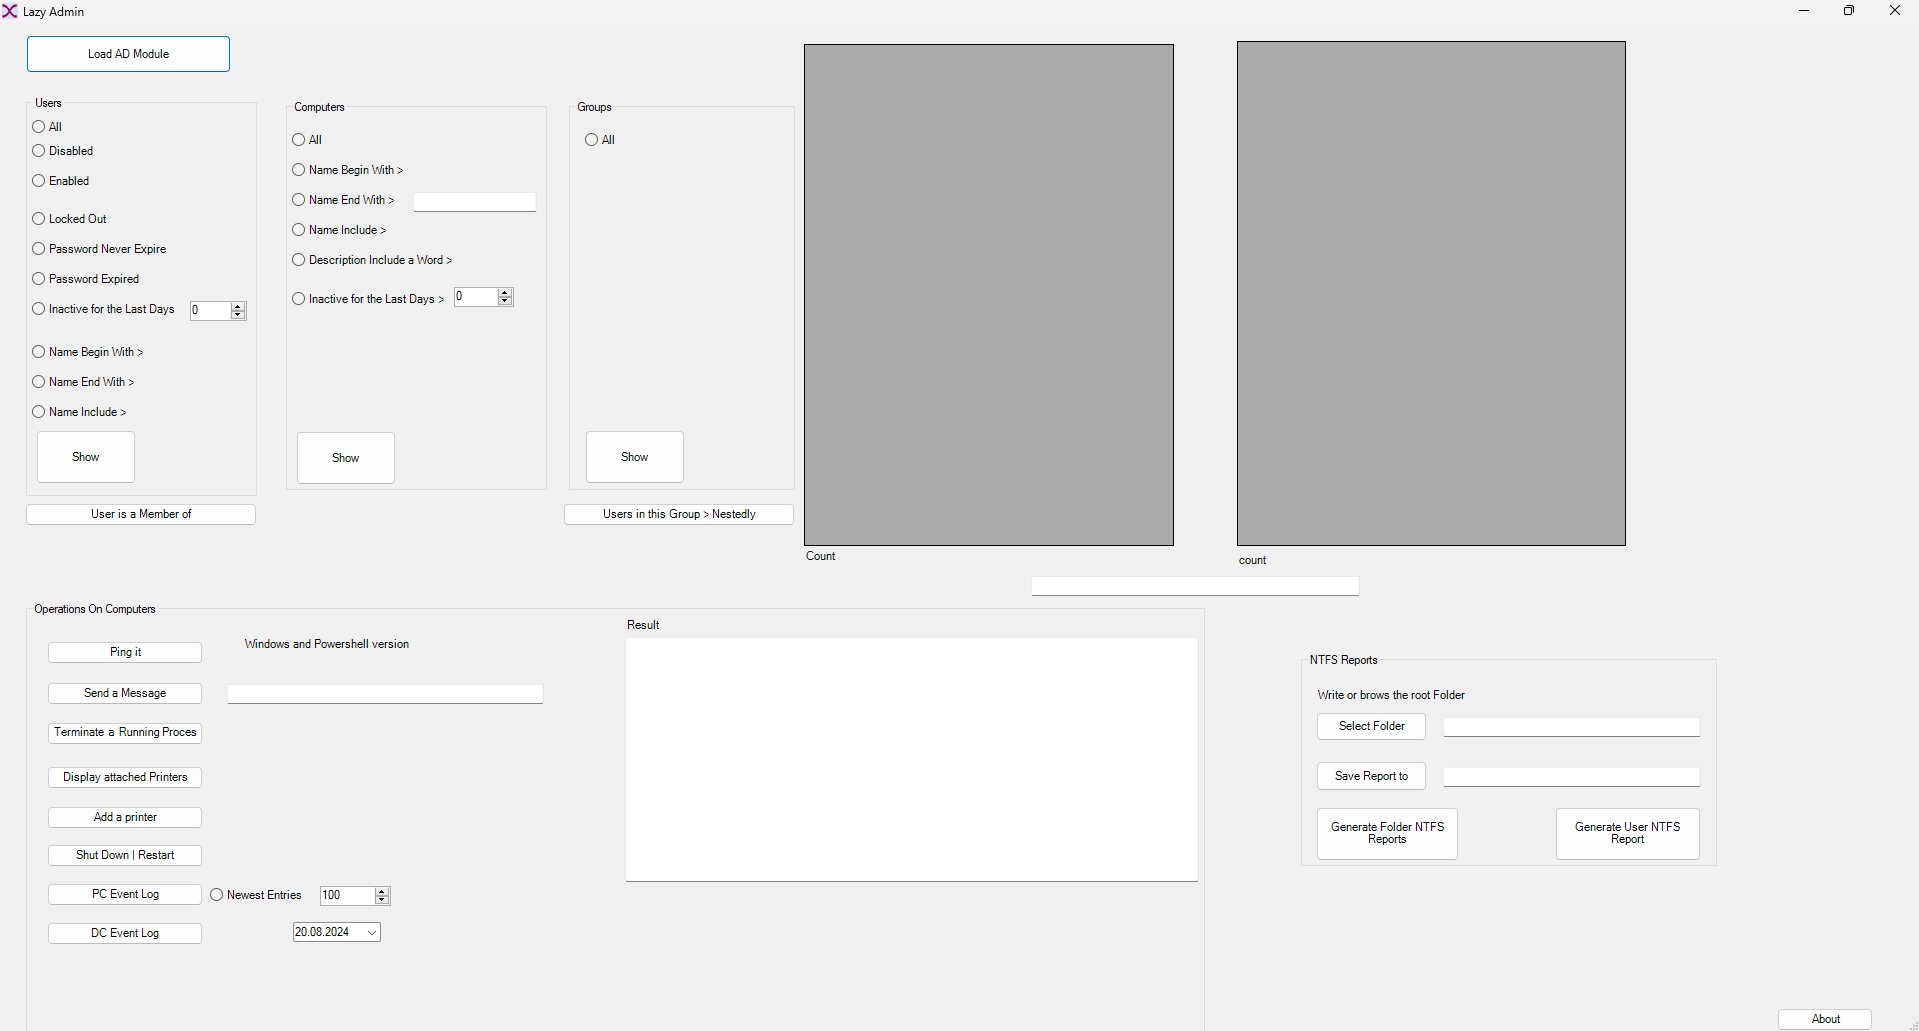 Lazy Admin
Load AD Module
Users
All
Disabled
Enabled
Locked Out
Password Never Expire
Password Expired
Inactive for the Last Days
0
Name Begin With >
Name End With >
Name Include >
Show
User is a Member of
Computers
All
Name Begin With >
Name End With >
Name Include >
Description Include a Word >
Inactive for the Last Days >
0
Show
Groups
All
Show
Users in this Group > Nestedly
Count
count
Operations On Computers
Ping it
Windows and Powershell version
Send a Message
Terminate a Running Proces
Display attached Printers
Add a printer
Shut Down | Restart
PC Event Log
Newest Entries
100
DC Event Log
20.08.2024
Result
NTFS Reports
Write or brows the root Folder
Select Folder
Save Report to
Generate Folder NTFS
Reports
Generate User NTFS
Report
About